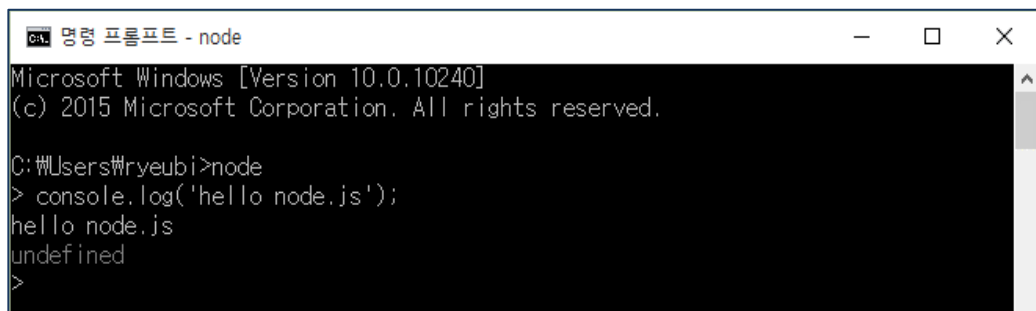 명령 프롬프트 - node
Microsoft Windows [Version 10.0.10240]
(c) 2015 Microsoft Corporation. All rights reserved.
C:₩Users₩ryeubi>node
> console.log('hello node.js');
hello node.js
undefined
>